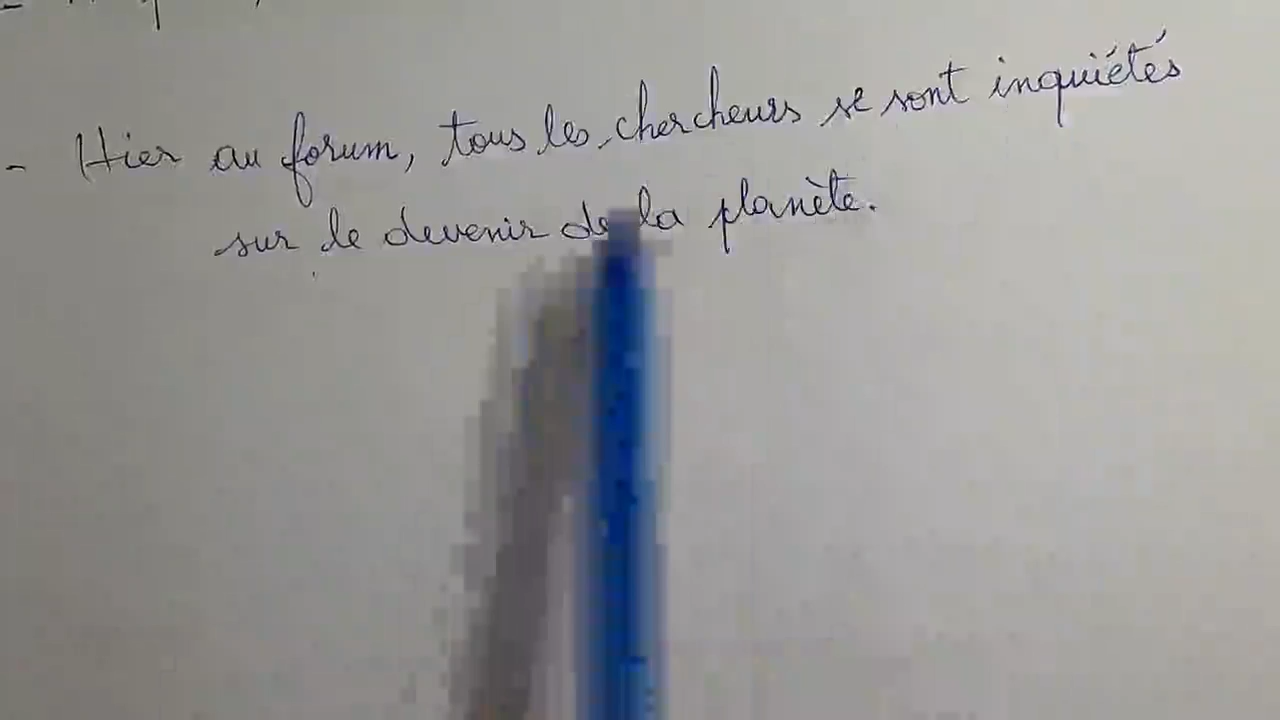 - Hier au forum, tous les chercheurs se sont inquiétés
sur le devenir de la planète.